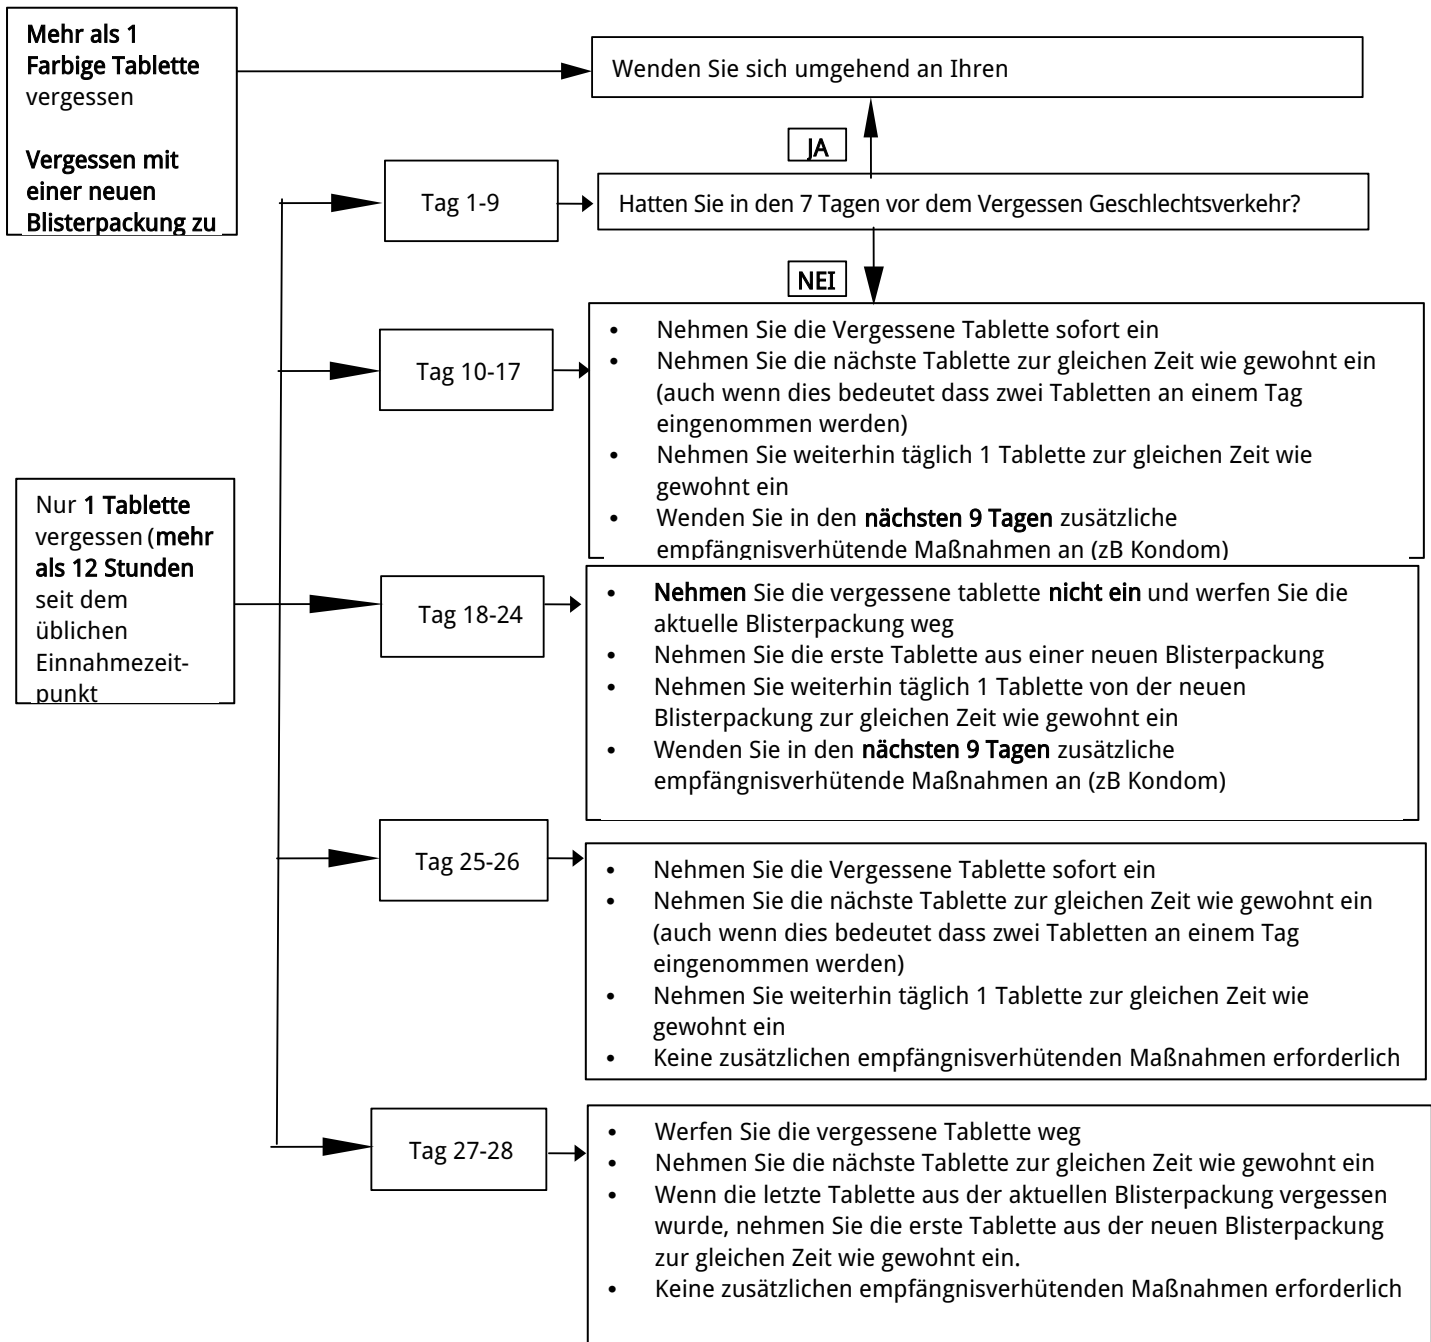 Mehr als 1
Farbige Tablette
vergessen
Vergessen mit
einer neuen
Blisterpackung zu
Wenden Sie sich umgehend an Ihren
JA
Tag 1-9
Hatten Sie in den 7 Tagen vor dem Vergessen Geschlechtsverkehr?
NEI
Tag 10-17
• Nehmen Sie die Vergessene Tablette sofort ein
• Nehmen Sie die nächste Tablette zur gleichen Zeit wie gewohnt ein
(auch wenn dies bedeutet dass zwei Tabletten an einem Tag
eingenommen werden)
• Nehmen Sie weiterhin täglich 1 Tablette zur gleichen Zeit wie
gewohnt ein
• Wenden Sie in den nächsten 9 Tagen zusätzliche
empfängnisverhütende Maßnahmen an (zB Kondom)
Nur 1 Tablette
vergessen (mehr
als 12 Stunden
seit dem
üblichen
Einnahmezeit-
punkt
Tag 18-24
• Nehmen Sie die vergessene tablette nicht ein und werfen Sie die
aktuelle Blisterpackung weg
• Nehmen Sie die erste Tablette aus einer neuen Blisterpackung
• Nehmen Sie weiterhin täglich 1 Tablette von der neuen
Blisterpackung zur gleichen Zeit wie gewohnt ein
• Wenden Sie in den nächsten 9 Tagen zusätzliche
empfängnisverhütende Maßnahmen an (zB Kondom)
Tag 25-26
• Nehmen Sie die Vergessene Tablette sofort ein
• Nehmen Sie die nächste Tablette zur gleichen Zeit wie gewohnt ein
(auch wenn dies bedeutet dass zwei Tabletten an einem Tag
eingenommen werden)
• Nehmen Sie weiterhin täglich 1 Tablette zur gleichen Zeit wie
gewohnt ein
• Keine zusätzlichen empfängnisverhütenden Maßnahmen erforderlich
Tag 27-28
• Werfen Sie die vergessene Tablette weg
• Nehmen Sie die nächste Tablette zur gleichen Zeit wie gewohnt ein
• Wenn die letzte Tablette aus der aktuellen Blisterpackung vergessen
wurde, nehmen Sie die erste Tablette aus der neuen Blisterpackung
zur gleichen Zeit wie gewohnt ein.
• Keine zusätzlichen empfängnisverhütenden Maßnahmen erforderlich